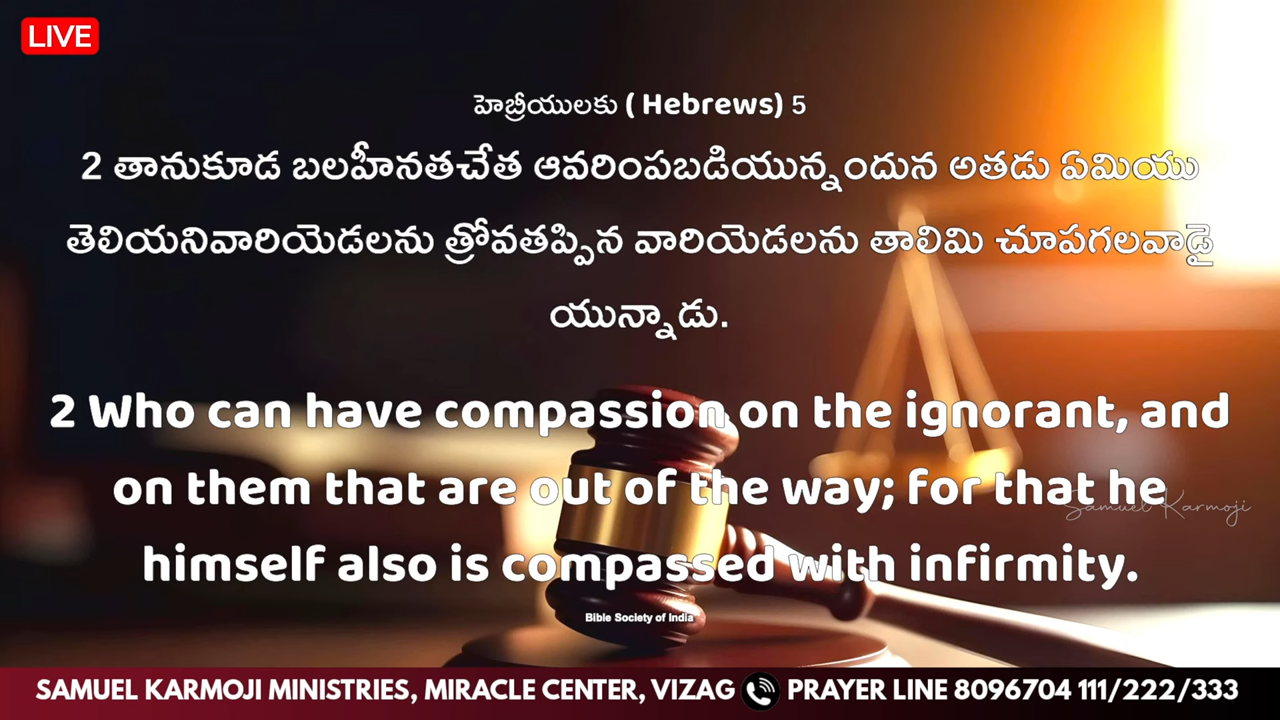 LIVE
హెబ్రీయులకు ( Hebrews) 5
2 తానుకూడ బలహీనతచేత ఆవరింపబడియున్నందున అతడు ఏమియు
తెలియనివారియెడలను త్రోవతప్పిన వారియెడలను తాలిమి చూపగలవాడై
యున్నాడు.
2 Who can have compassion on the ignorant, and
on them that are out of the way; for that he
Samuel Karmoji
himself also is compassed with infirmity.
Bible Society of India
SAMUEL KARMOJI MINISTRIES, MIRACLE CENTER, VIZAG PRAYER LINE 8096704 111/222/333